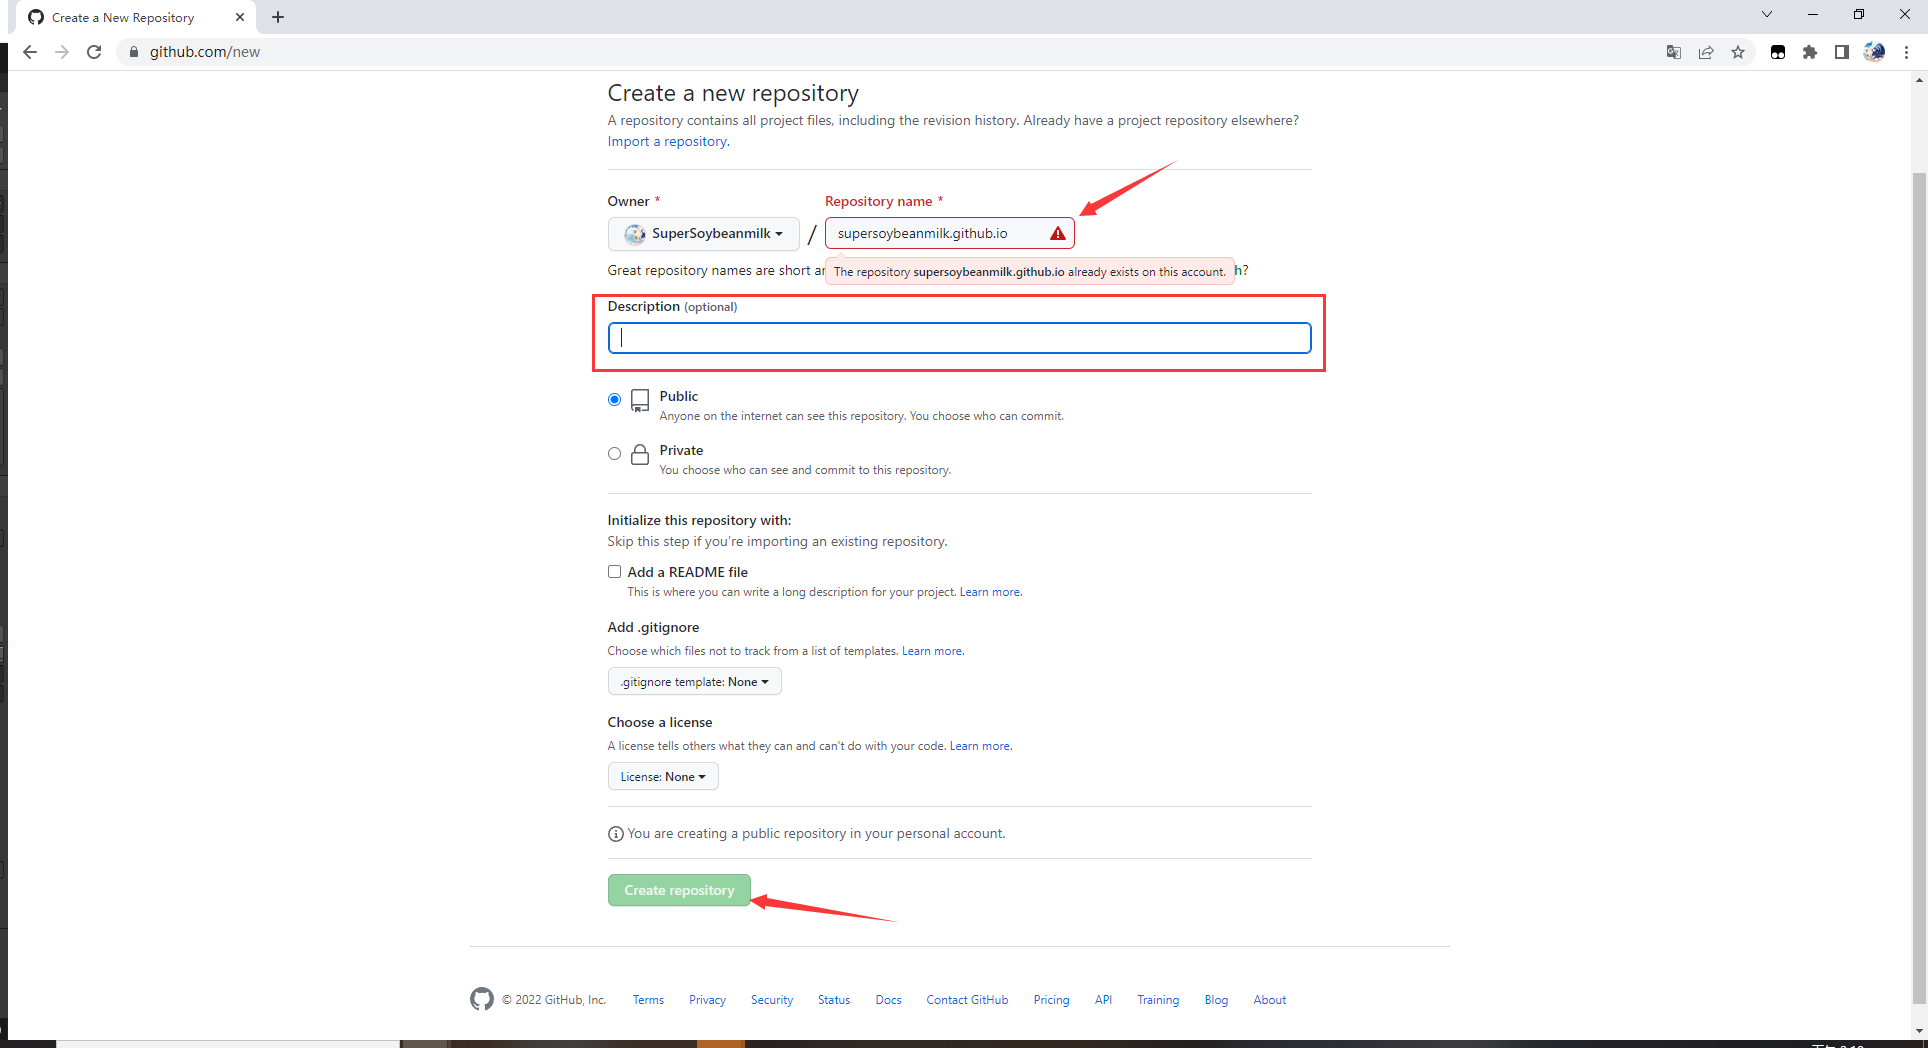 Create a New Repository
github.com/new
Create a new repository
A repository contains all project files, including the revision history. Already have a project repository elsewhere?
Import a repository.
Owner * Repository name *
SuperSoybeanmilk / supersoybeanmilk.github.io
Great repository names are short
The repository supersoybeanmilk.github.io already exists on this account.
Description (optional)
Public
Anyone on the internet can see this repository. You choose who can commit.
Private
You choose who can see and commit to this repository.
Initialize this repository with:
Skip this step if you're importing an existing repository.
Add a README file
This is where you can write a long description for your project. Learn more.
Add .gitignore
Choose which files not to track from a list of templates. Learn more.
.gitignore template: None
Choose a license
A license tells others what they can and can't do with your code. Learn more.
License: None
You are creating a public repository in your personal account.
Create repository
© 2022 GitHub, Inc. Terms Privacy Security Status Docs Contact GitHub Pricing API Training Blog About